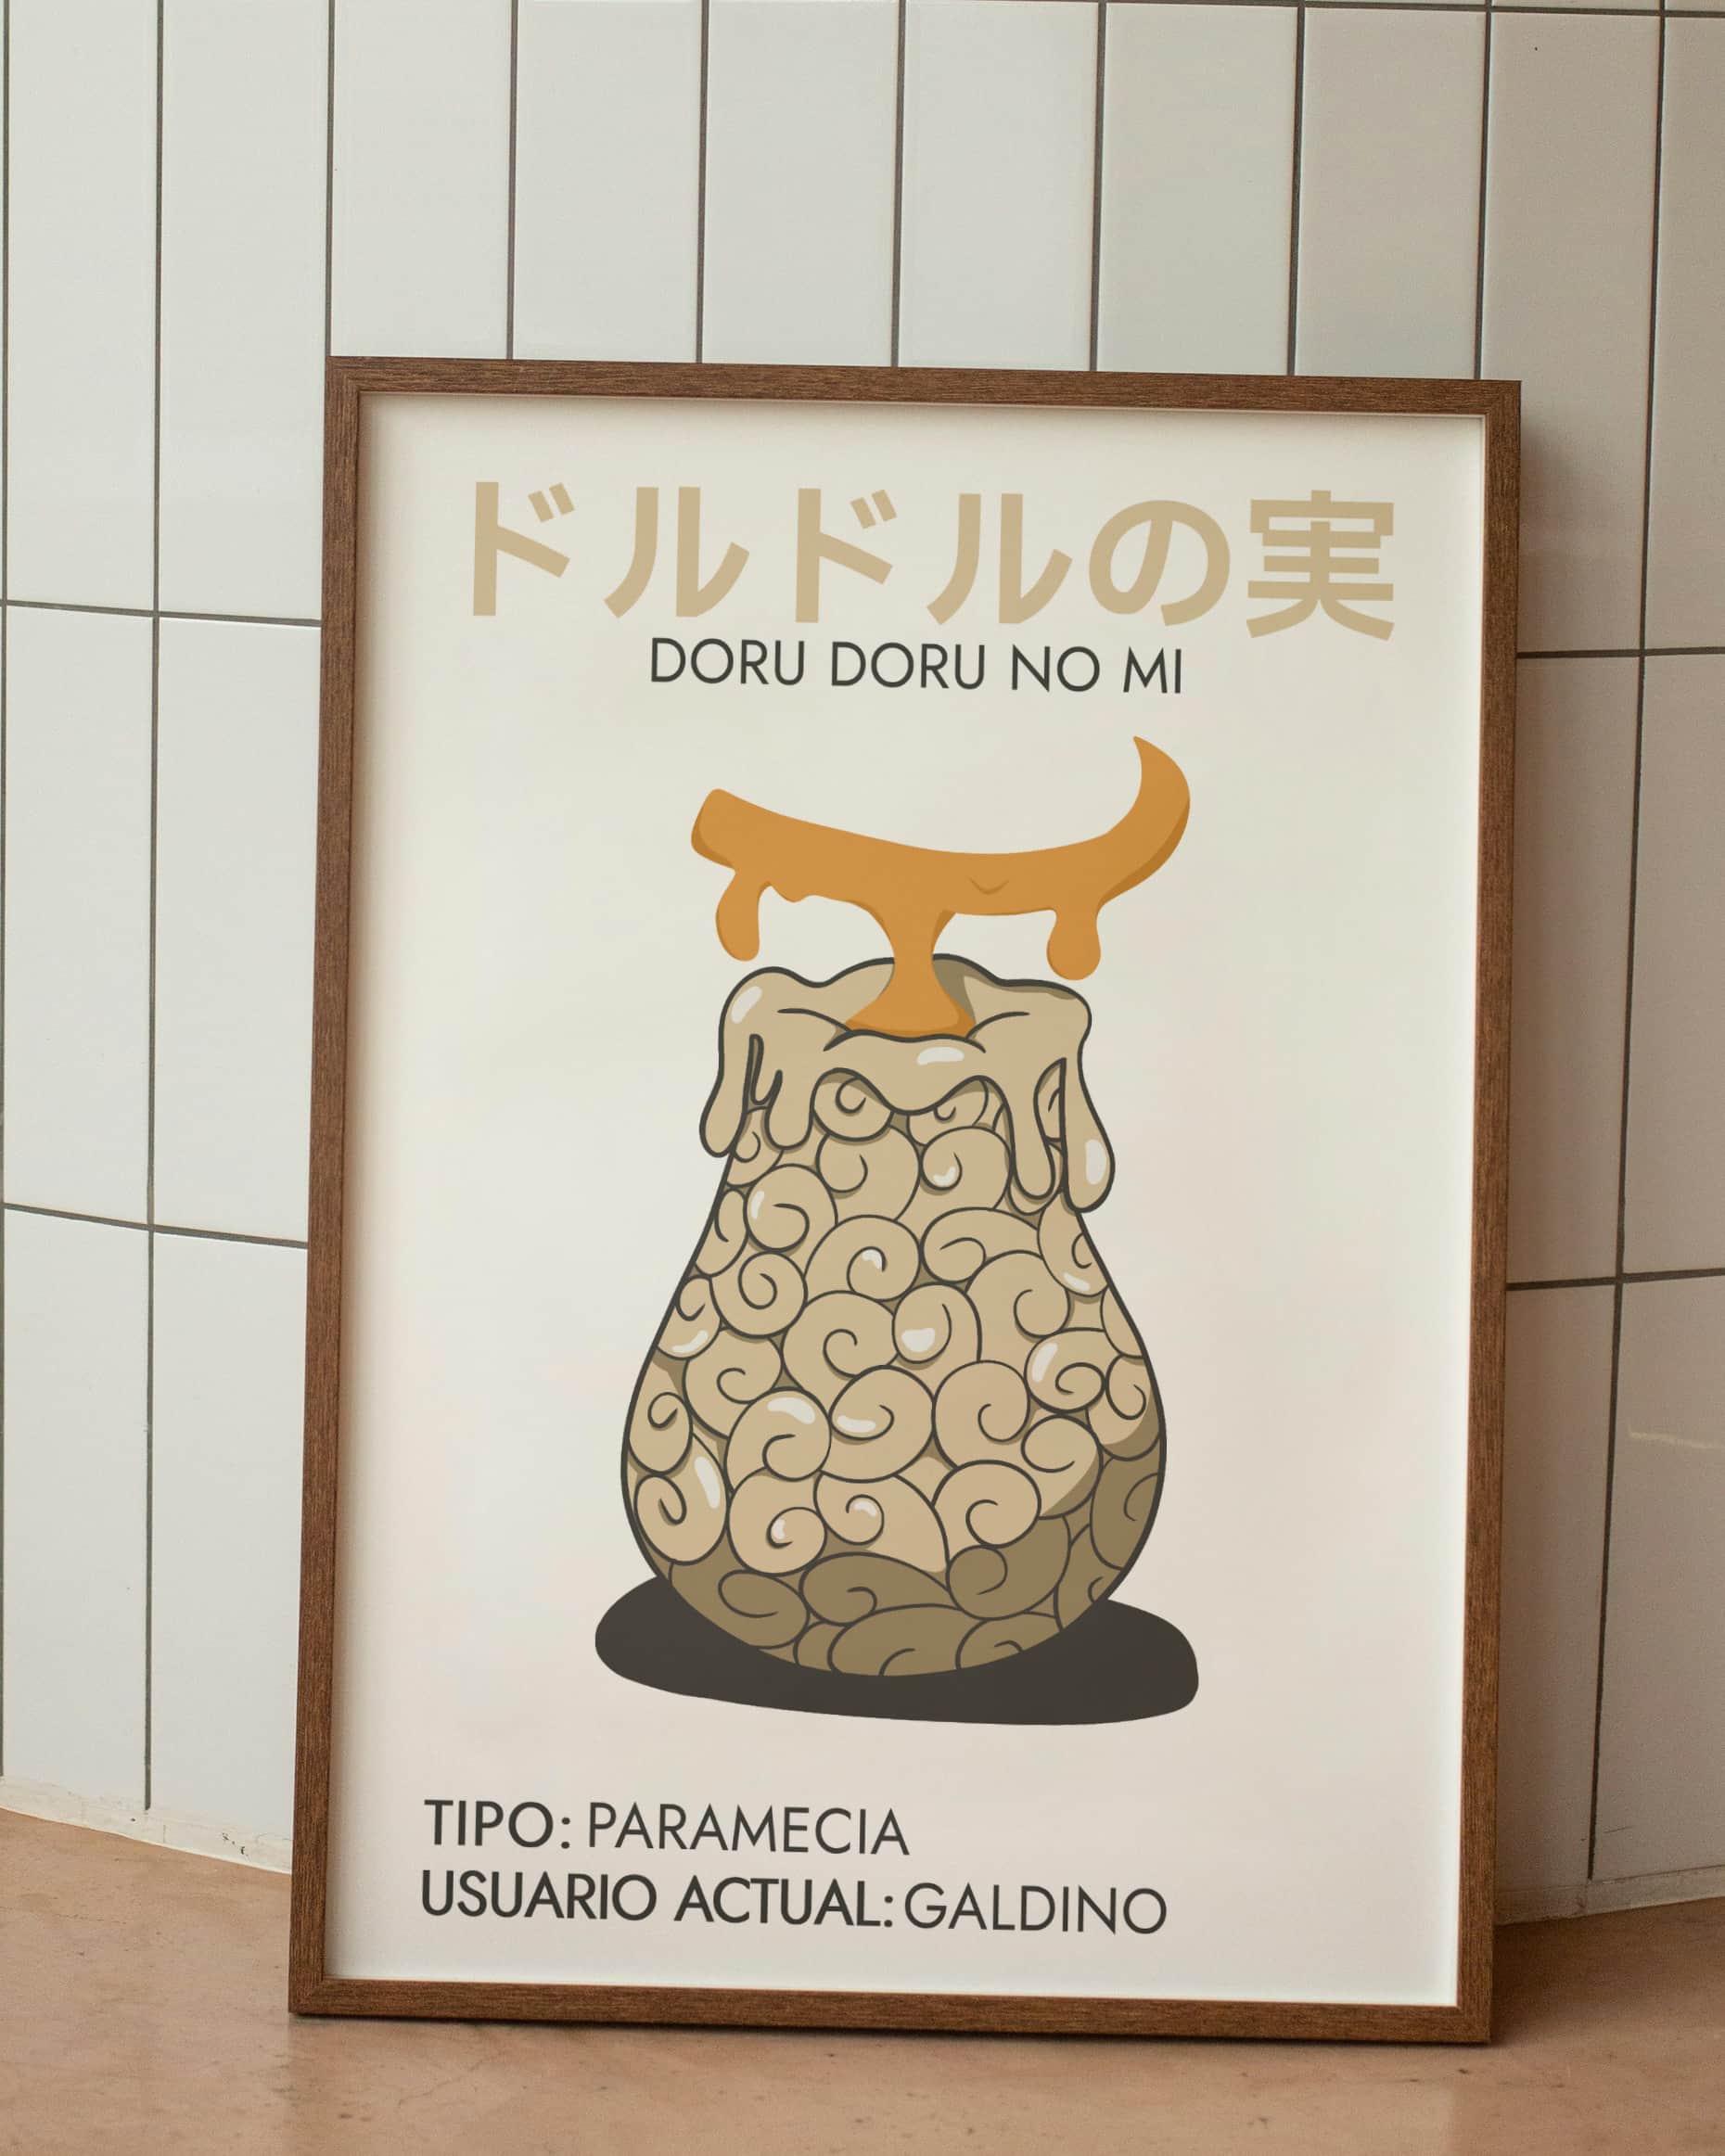 ドルドルの実
DORU DORU NO MI
TIPO: PARAMECIA
USUARIO ACTUAL: GALDINO